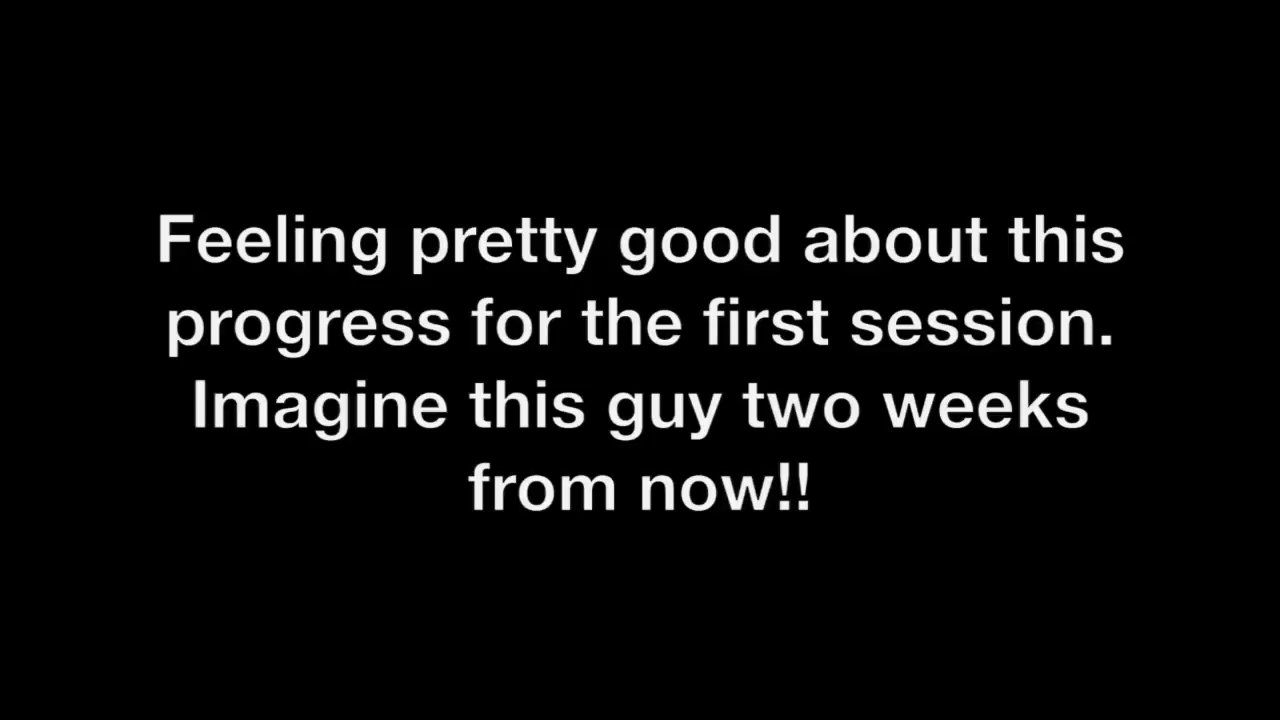 Feeling pretty good about this
progress for the first session.
Imagine this guy two weeks
from now!!